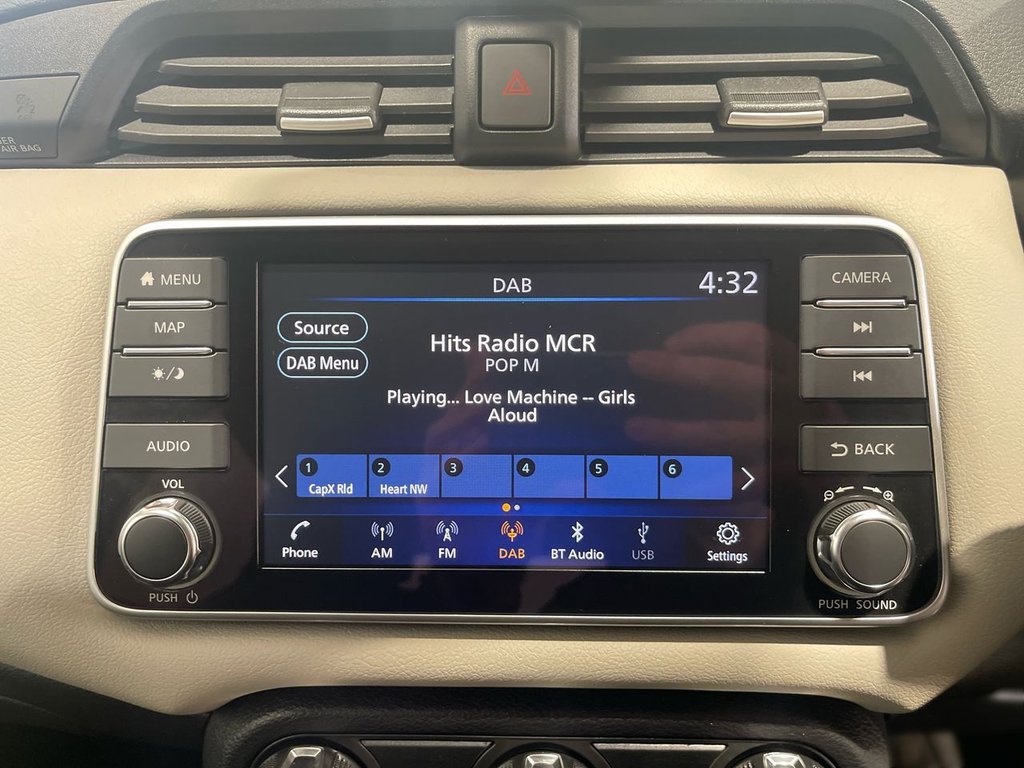 ER
AIR BAG
MENU
MAP
AUDIO
VOL
PUSH
DAB
4:32
Source
DAB Menu
Hits Radio MCR
POP M
Playing... Love Machine -- Girls
Aloud
1 2 3 4 5 6
CapX Rld Heart NW
Phone AM FM DAB BT Audio USB Settings
CAMERA
BACK
PUSH SOUND